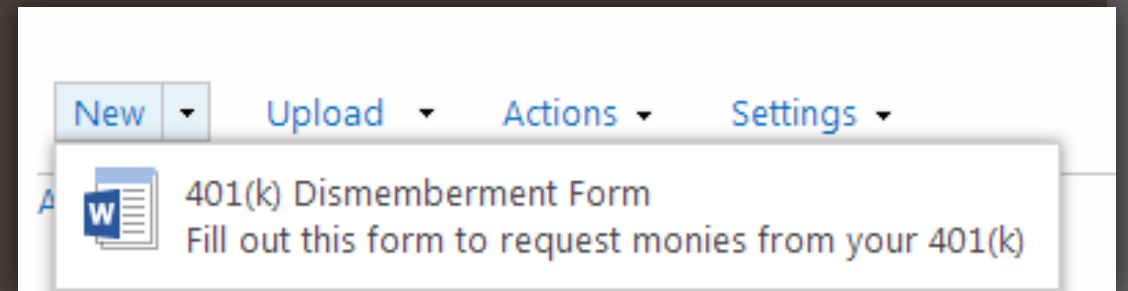 New Upload Actions Settings
A
W
401(k) Dismemberment Form
Fill out this form to request monies from your 401(k)